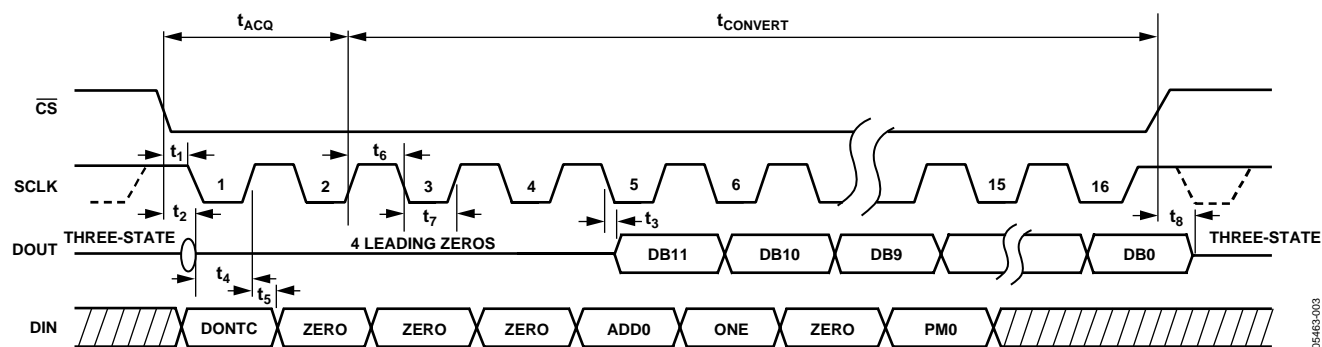 tACQ tCONVERT
CS
t1 t6
SCLK 1 2 3 4 5 6 15 16
t2 t7 t3 t8
THREE-STATE 4 LEADING ZEROS THREE-STATE
DOUT DB11 DB10 DB9 DB0
t4 t5
DIN DONTC ZERO ZERO ZERO ADD0 ONE ZERO PM0
05463-003